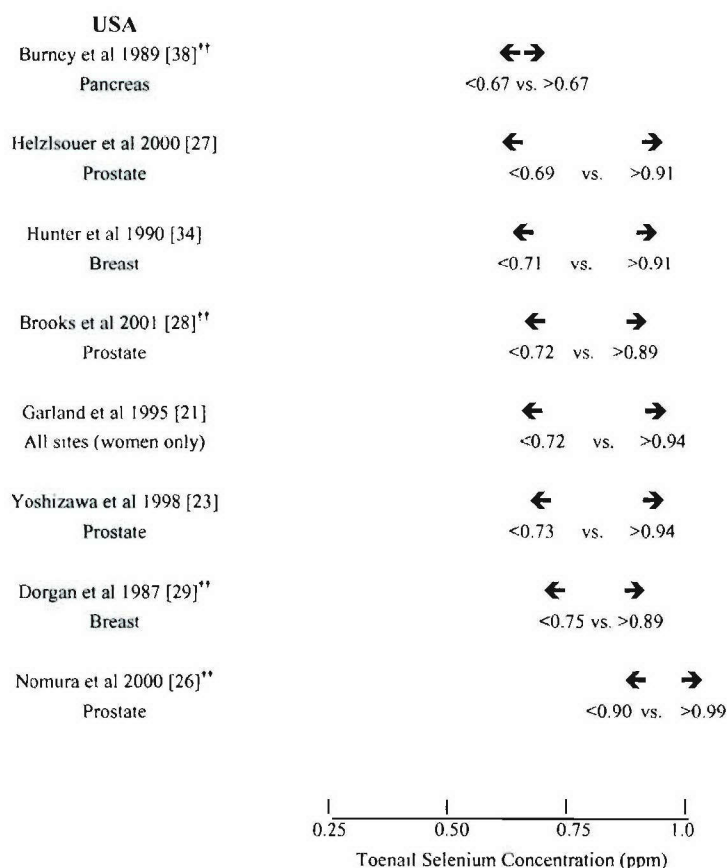 USA
Burney et al 1989 [38]††
Pancreas
<0.67 vs. >0.67
Helzlsouer et al 2000 [27]
Prostate
<0.69 vs. >0.91
Hunter et al 1990 [34]
Breast
<0.71 vs. >0.91
Brooks et al 2001 [28]††
Prostate
<0.72 vs. >0.89
Garland et al 1995 [21]
All sites (women only)
<0.72 vs. >0.94
Yoshizawa et al 1998 [23]
Prostate
<0.73 vs. >0.94
Dorgan et al 1987 [29]††
Breast
<0.75 vs. >0.89
Nomura et al 2000 [26]††
Prostate
<0.90 vs. >0.99
0.25 0.50 0.75 1.0
Toenail Selenium Concentration (ppm)